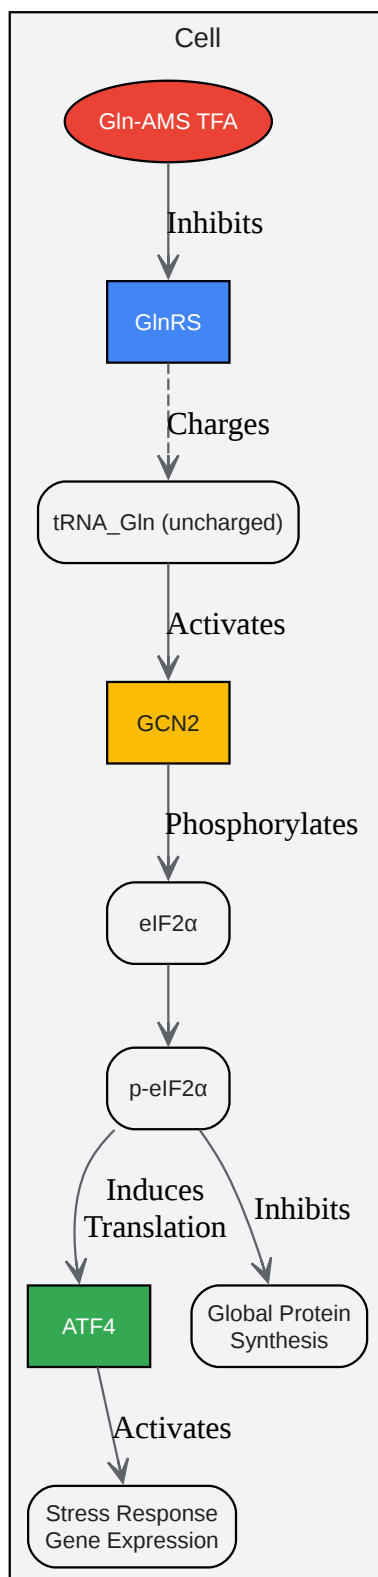 Cell
Gln-AMS TFA
Inhibits
GlnRS
Charges
tRNA_Gln (uncharged)
Activates
GCN2
Phosphorylates
eIF2α
p-eIF2α
Induces
Translation
Inhibits
ATF4
Global Protein
Synthesis
Activates
Stress Response
Gene Expression